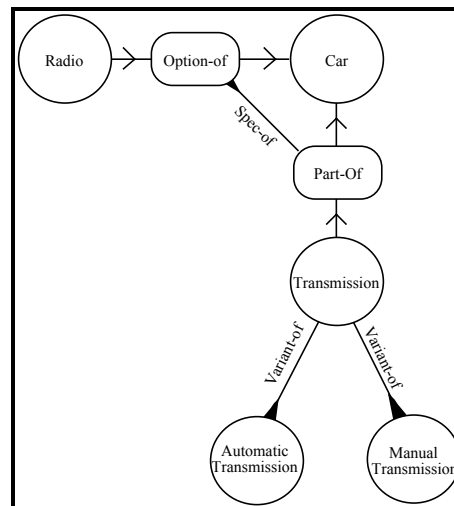 Radio
Option-of
Car
Spec-of
Part-Of
Transmission
Variant-of
Variant-of
Automatic
Transmission
Manual
Transmission